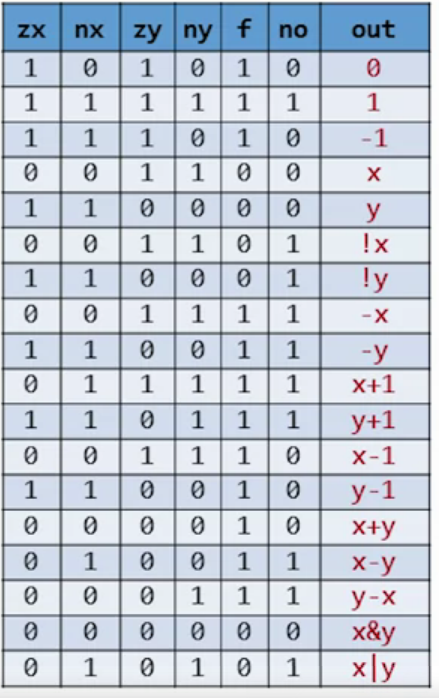 zx nx zy ny f no out
1 0 1 0 1 0 0
1 1 1 1 1 1 1
1 1 1 0 1 0 -1
0 0 1 1 0 0 x
1 1 0 0 0 0 y
0 0 1 1 0 1 !x
1 1 0 0 0 1 !y
0 0 1 1 1 1 -x
1 1 0 0 1 1 -y
0 1 1 1 1 1 x+1
1 1 0 1 1 1 y+1
0 0 1 1 1 0 x-1
1 1 0 0 1 0 y-1
0 0 0 0 1 0 x+y
0 1 0 0 1 1 x-y
0 0 0 1 1 1 y-x
0 0 0 0 0 0 x&y
0 1 0 1 0 1 x|y